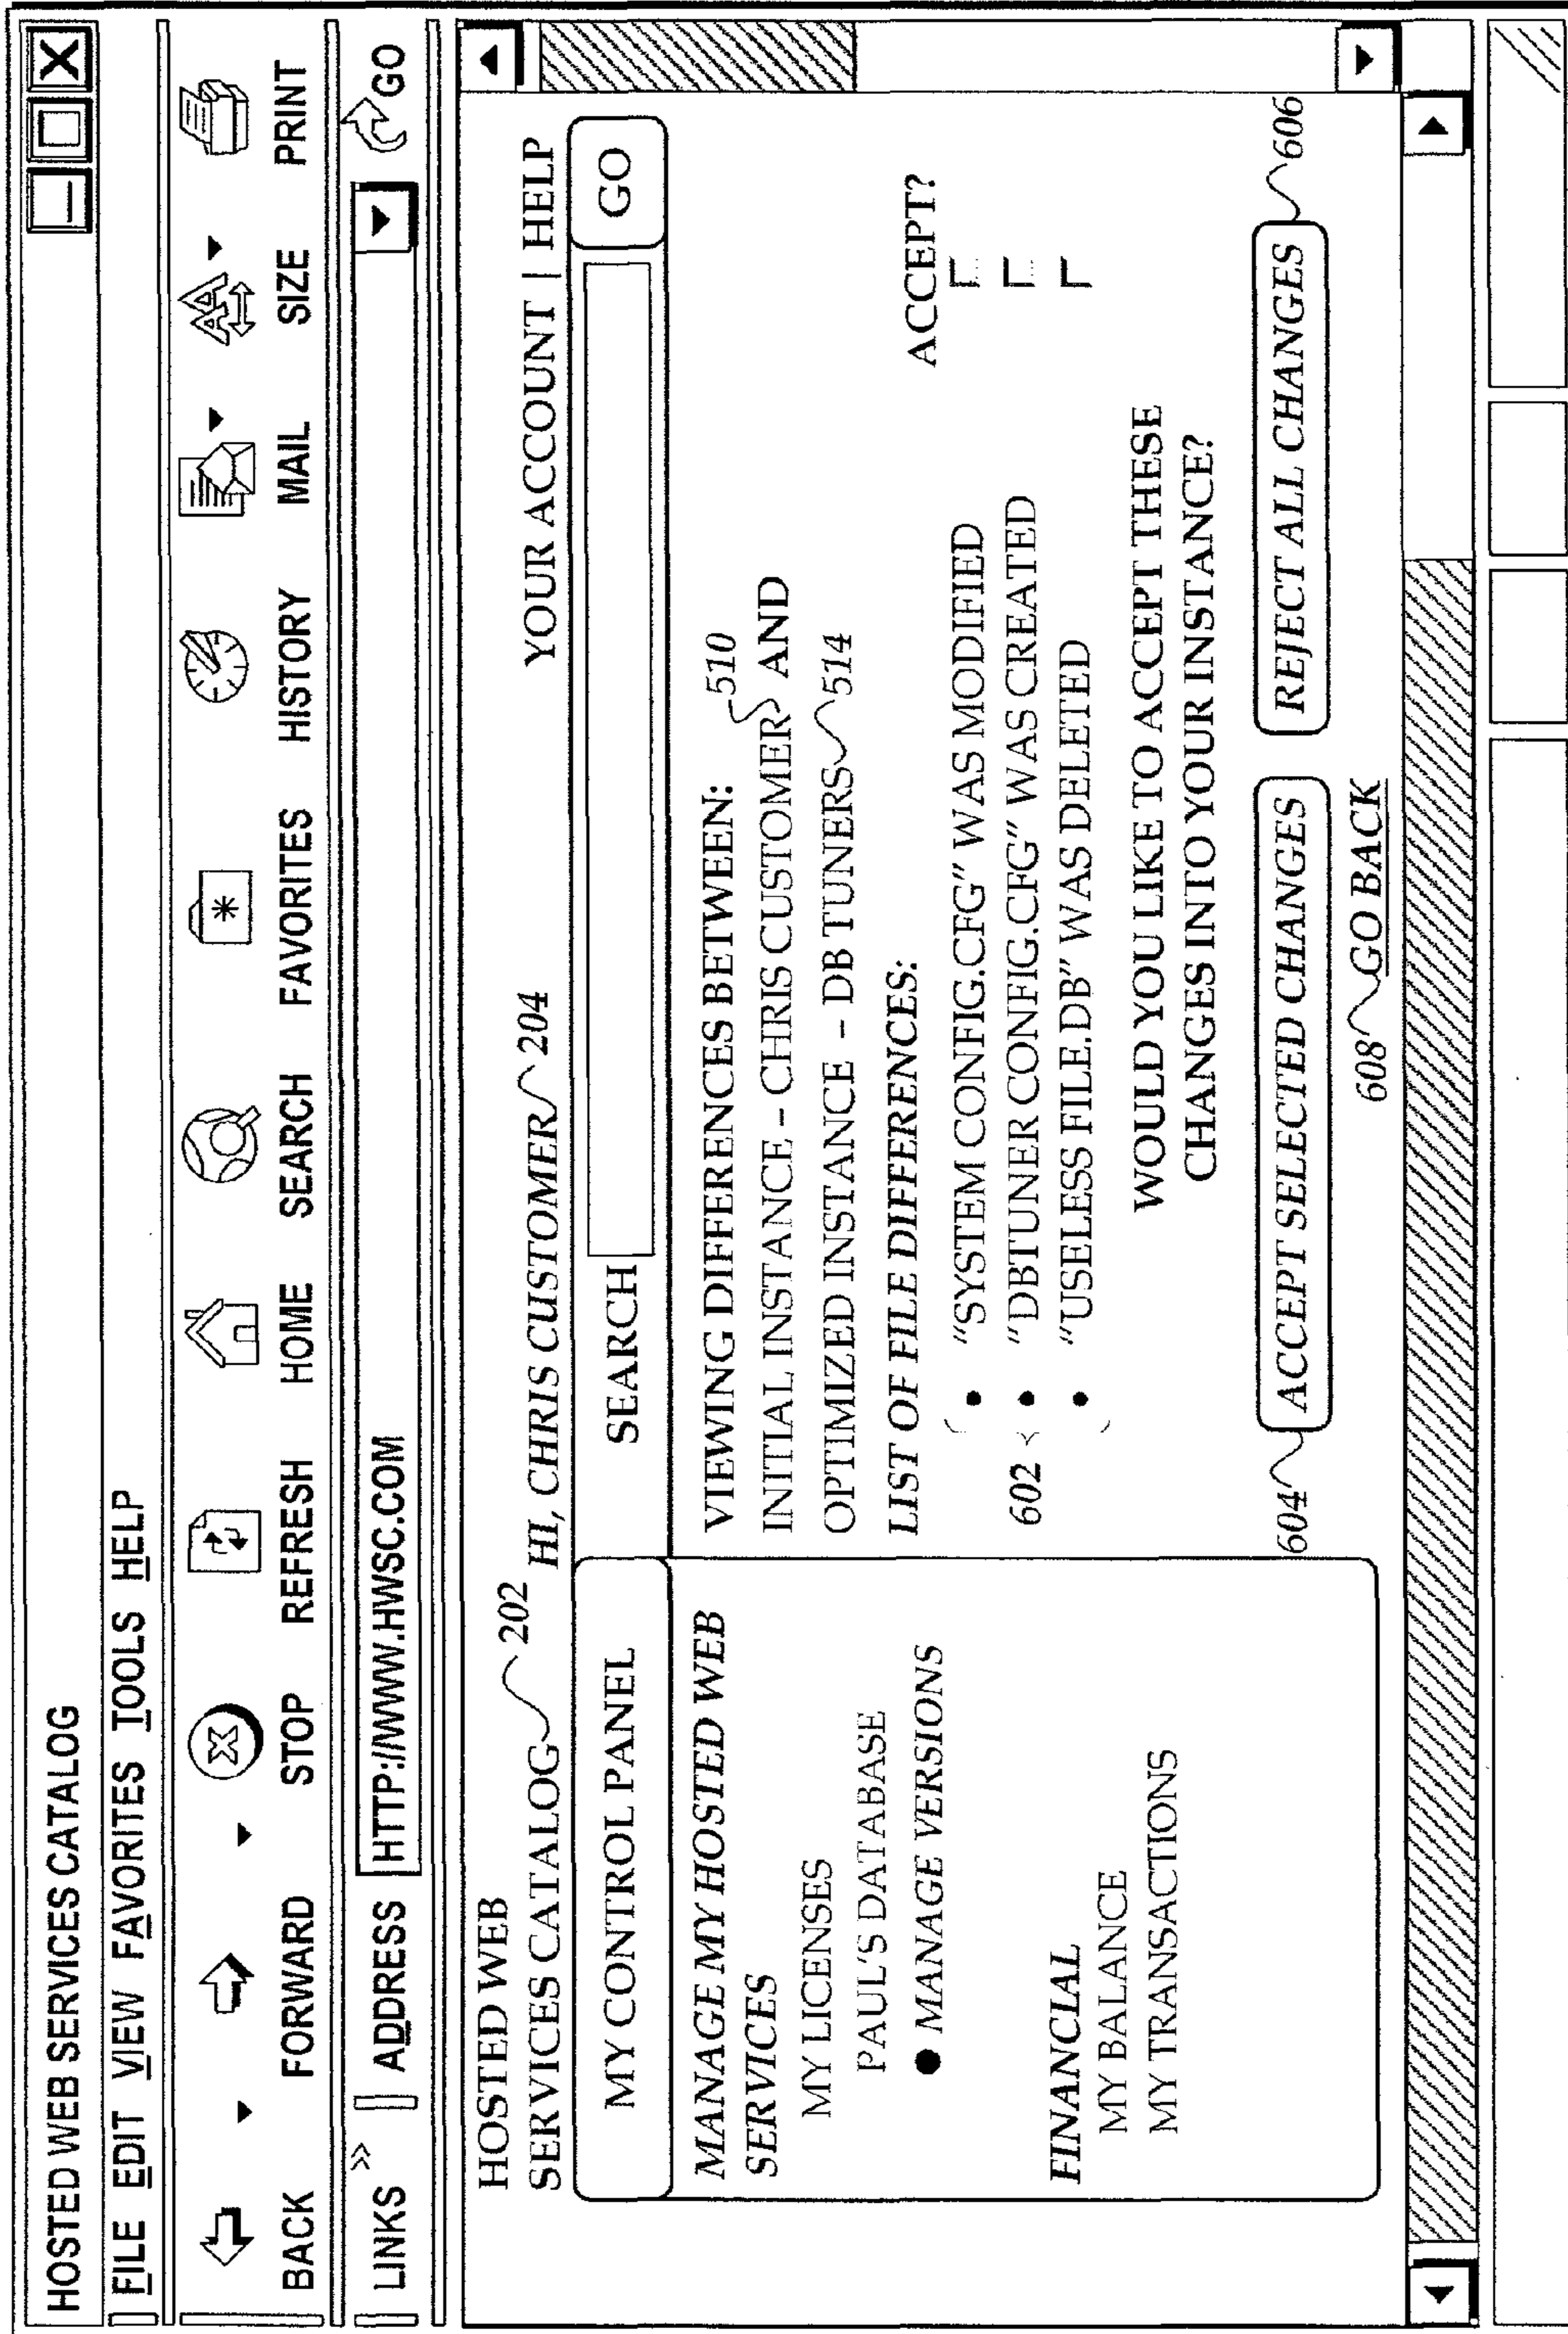 HOSTED WEB SERVICES CATALOG
FILE EDIT VIEW FAVORITES TOOLS HELP
BACK FORWARD STOP REFRESH HOME SEARCH FAVORITES HISTORY MAIL SIZE PRINT
LINKS » ADDRESS HTTP://WWW.HWSC.COM GO
HOSTED WEB
SERVICES CATALOG 202
HI, CHRIS CUSTOMER 204
YOUR ACCOUNT | HELP
MY CONTROL PANEL
SEARCH GO
MANAGE MY HOSTED WEB
SERVICES
MY LICENSES
PAUL'S DATABASE
● MANAGE VERSIONS
FINANCIAL
MY BALANCE
MY TRANSACTIONS
VIEWING DIFFERENCES BETWEEN:
INITIAL INSTANCE – CHRIS CUSTOMER 510 AND
OPTIMIZED INSTANCE – DB TUNERS 514
LIST OF FILE DIFFERENCES:
ACCEPT?
• "SYSTEM CONFIG.CFG" WAS MODIFIED
602 • "DBTUNER CONFIG.CFG" WAS CREATED
• "USELESS FILE.DB" WAS DELETED
WOULD YOU LIKE TO ACCEPT THESE
CHANGES INTO YOUR INSTANCE?
604 ACCEPT SELECTED CHANGES REJECT ALL CHANGES 606
608 GO BACK